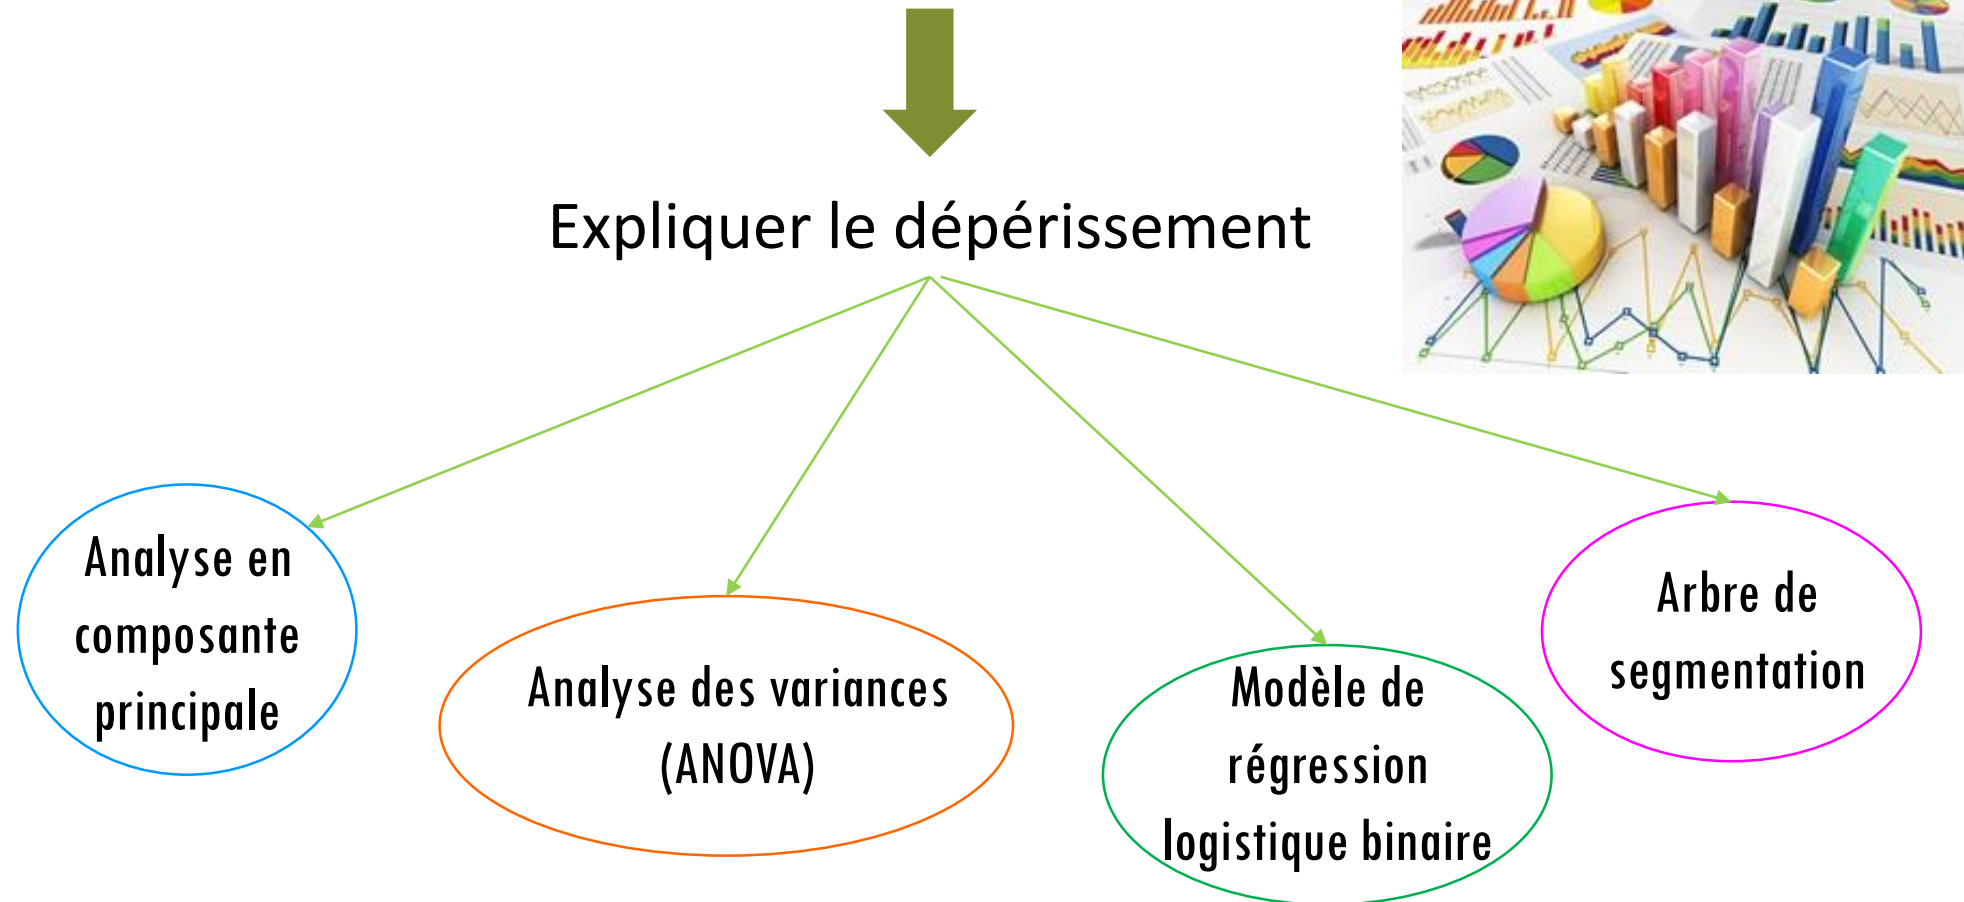 Expliquer le dépérissement
Analyse en
composante
principale
Analyse des variances
(ANOVA)
Modèle de
régression
logistique binaire
Arbre de
segmentation